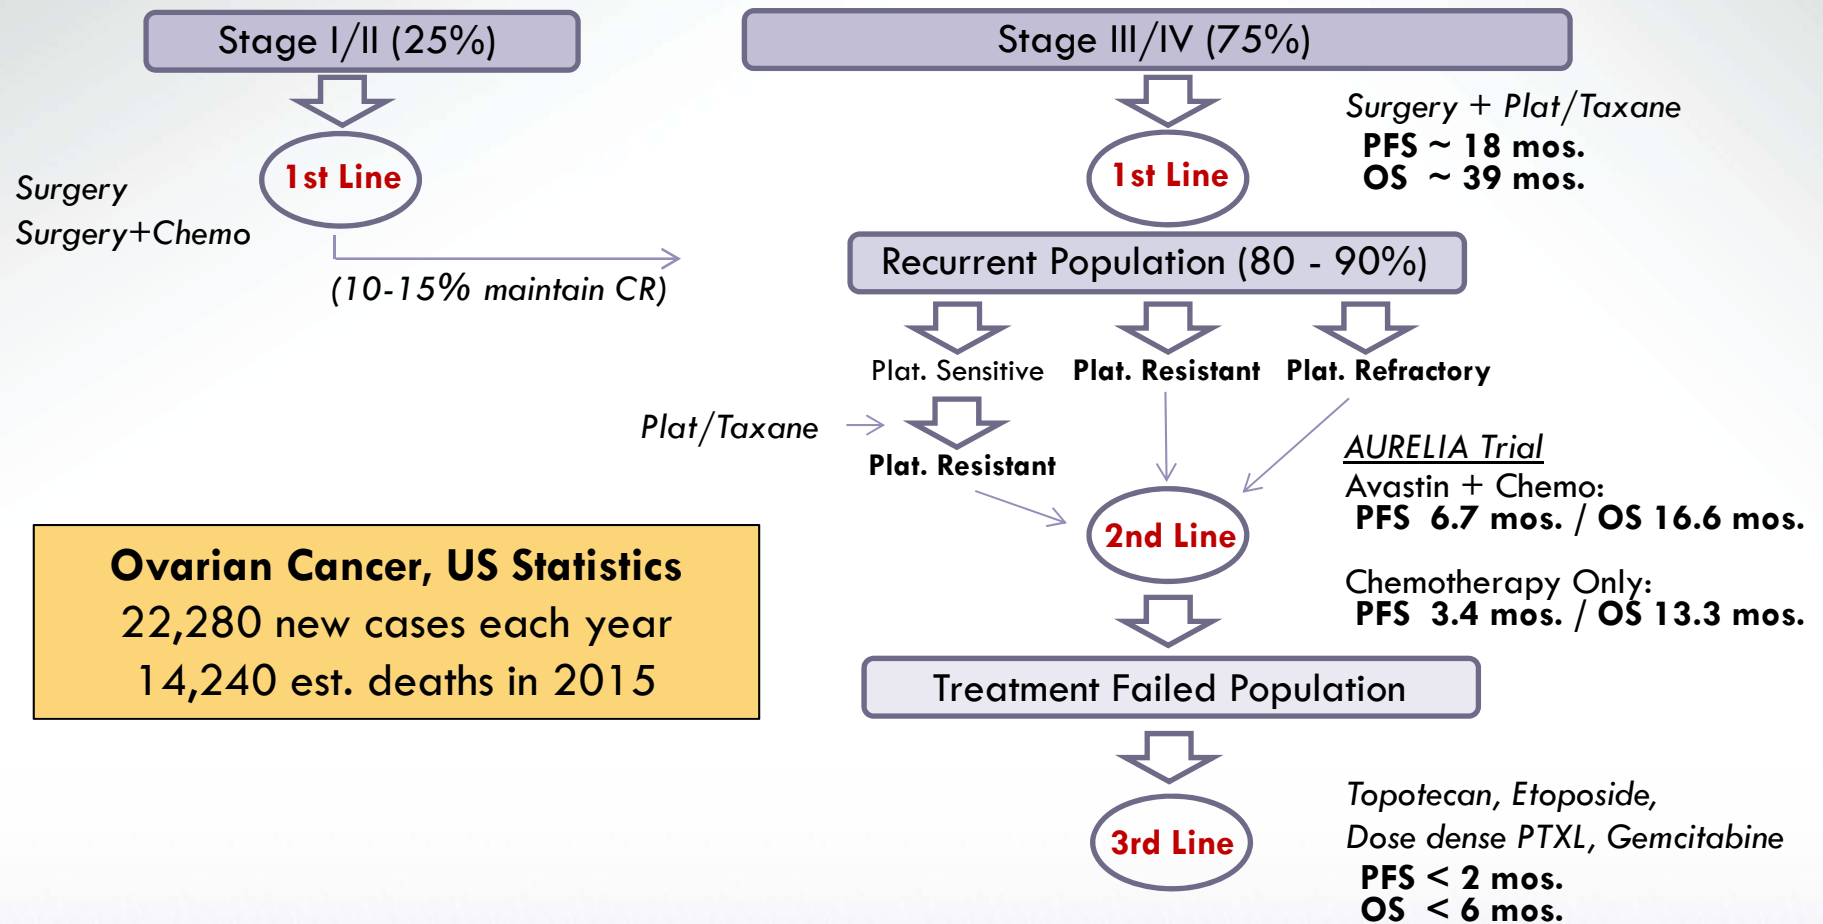 Stage I/II (25%)
Stage III/IV (75%)
Surgery
Surgery+Chemo
1st Line
(10-15% maintain CR)
1st Line
Surgery + Plat/Taxane
PFS ~ 18 mos.
OS ~ 39 mos.
Recurrent Population (80 - 90%)
Plat. Sensitive
Plat. Resistant
Plat. Refractory
Plat/Taxane
Plat. Resistant
2nd Line
AURELIA Trial
Avastin + Chemo:
PFS 6.7 mos. / OS 16.6 mos.
Chemotherapy Only:
PFS 3.4 mos. / OS 13.3 mos.
Ovarian Cancer, US Statistics
22,280 new cases each year
14,240 est. deaths in 2015
Treatment Failed Population
3rd Line
Topotecan, Etoposide,
Dose dense PTXL, Gemcitabine
PFS < 2 mos.
OS < 6 mos.